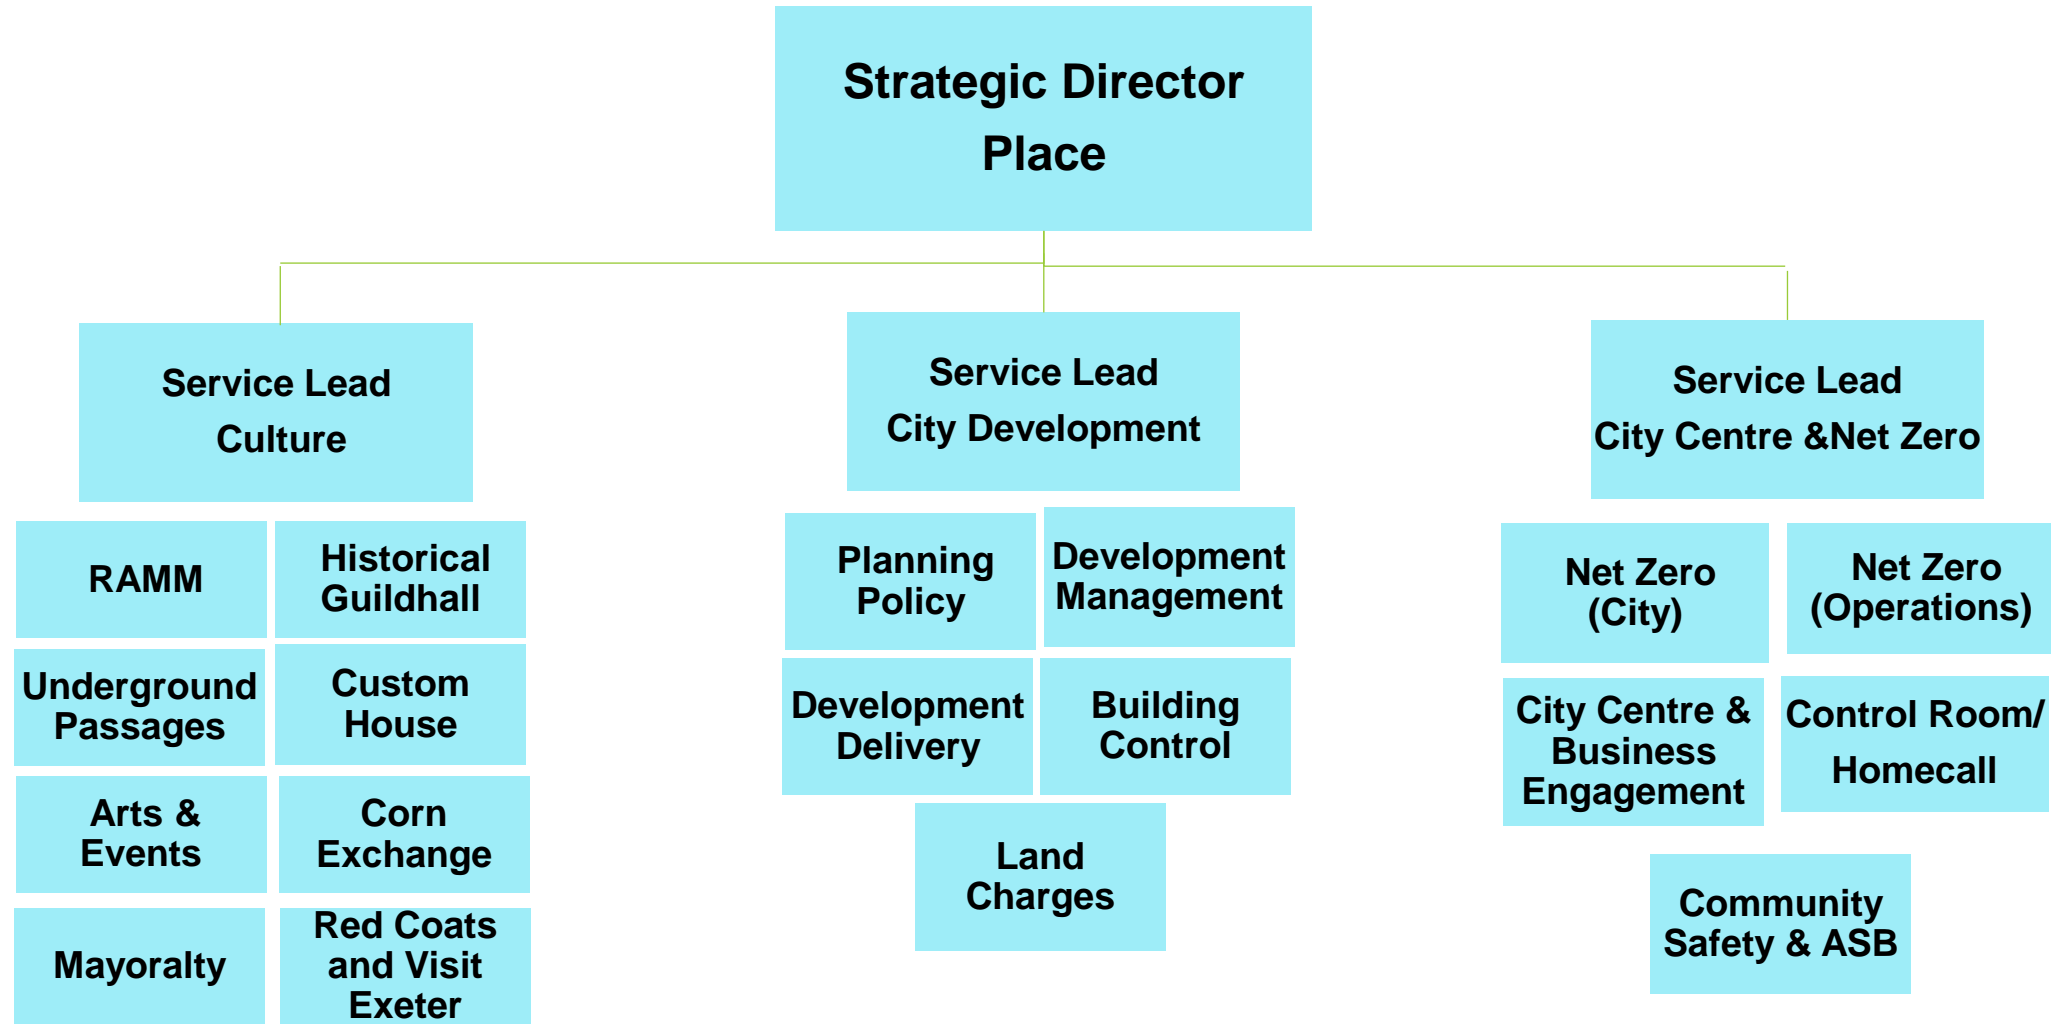 Strategic Director
Place
Service Lead
Culture
Service Lead
City Development
Service Lead
City Centre &Net Zero
RAMM
Historical
Guildhall
Underground
Passages
Custom
House
Arts &
Events
Corn
Exchange
Mayoralty
Red Coats
and Visit
Exeter
Planning
Policy
Development
Management
Development
Delivery
Building
Control
Land
Charges
Net Zero
(City)
Net Zero
(Operations)
City Centre &
Business
Engagement
Control Room/
Homecall
Community
Safety & ASB